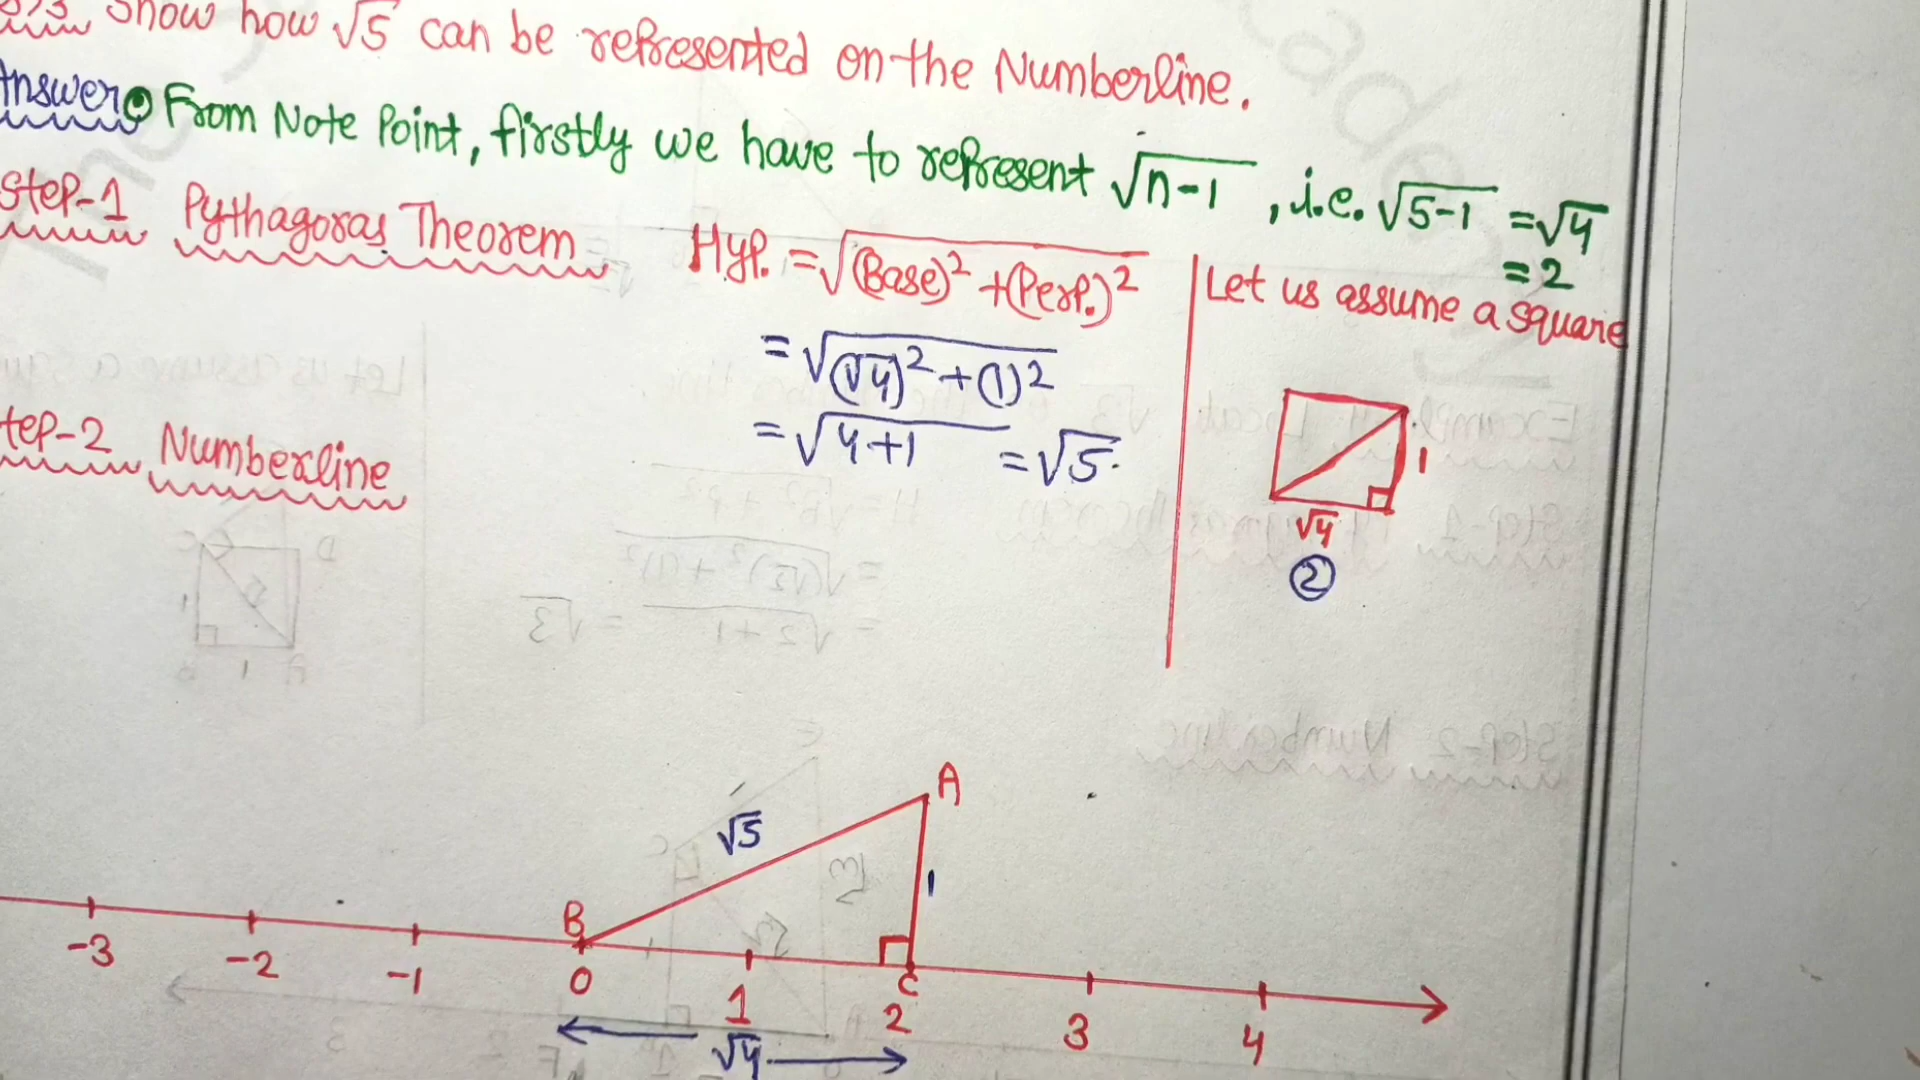 Show how √5 can be represented on the Numberline.
Answer From Note Point, firstly we have to represent √n-1 , i.e. √5-1 = √4
= 2
Step-1 Pythagoras Theorem Hyp. = √(Base)² + (Perp.)²
= √(√4)² + (1)²
= √4+1 = √5.
Let us assume a square
1
√4
2
tep-2 Numberline
A
√5
1
B
C
-3 -2 -1 0 1 2 3 4
√4